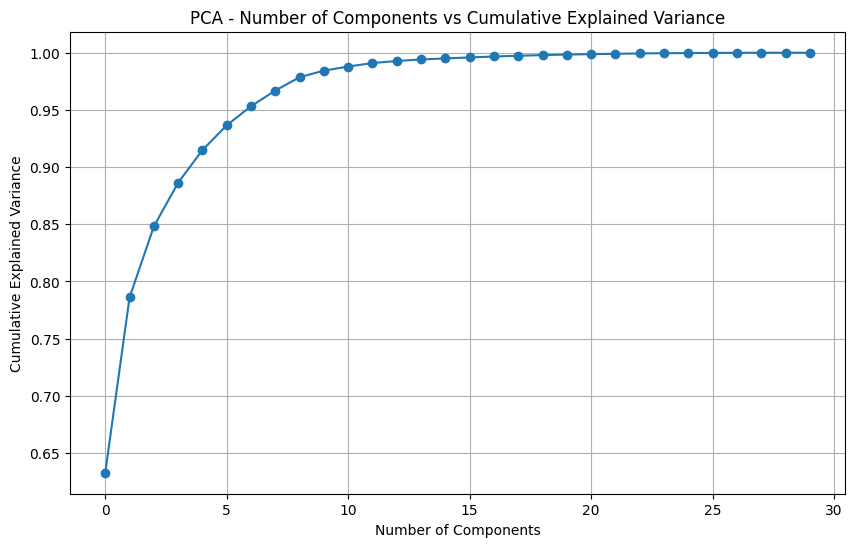 PCA - Number of Components vs Cumulative Explained Variance
1.00
0.95
0.90
0.85
0.80
0.75
0.70
0.65
Cumulative Explained Variance
0 5 10 15 20 25 30
Number of Components